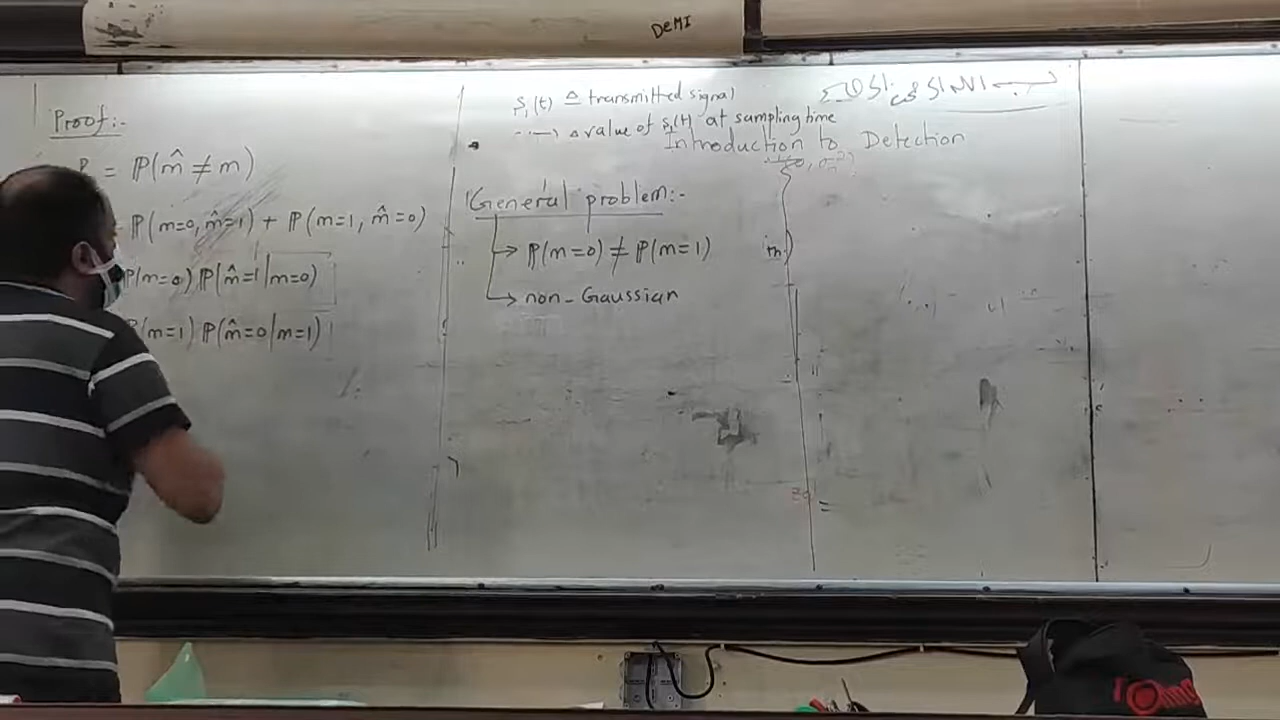 DeMI
Proof:-
P = ℙ(m̂ ≠ m)
ℙ(m=0, m̂=1) + ℙ(m=1, m̂=0)
ℙ(m=0) ℙ(m̂=1|m=0)
ℙ(m=1) ℙ(m̂=0|m=1)
S₁(t) ≜ transmitted signal
≜ value of s₁(t) at sampling time
Introduction to Detection
General problem:-
→ ℙ(m=0) ≠ ℙ(m=1)
→ non-Gaussian